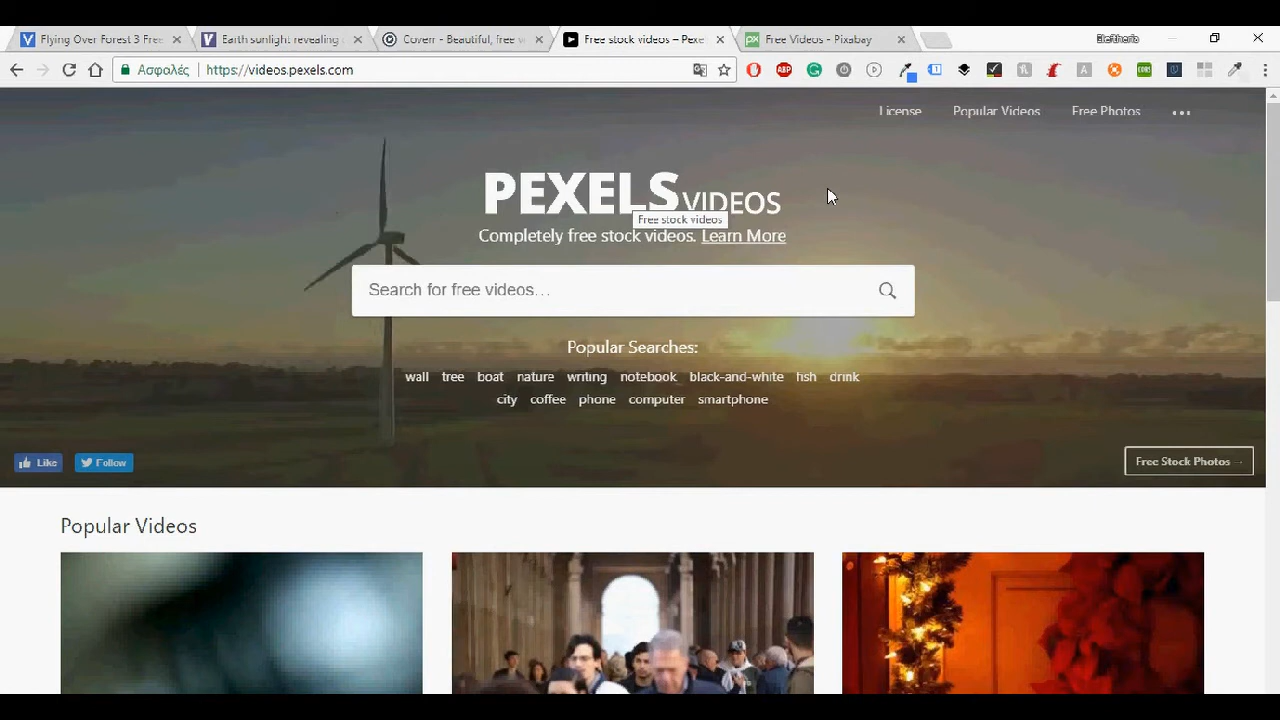 Flying Over Forest 3 Free
Earth sunlight revealing
Coverr - Beautiful, free v
Free stock videos – Pexe
Free Videos - Pixabay
Eleftherio
Ασφαλές
https://videos.pexels.com
ABP
License
Popular Videos
Free Photos
PEXELS VIDEOS
Free stock videos
Completely free stock videos. Learn More
Search for free videos…
Popular Searches:
wall tree boat nature writing notebook black-and-white hsh drink
city coffee phone computer smartphone
Like
Follow
Free Stock Photos →
Popular Videos